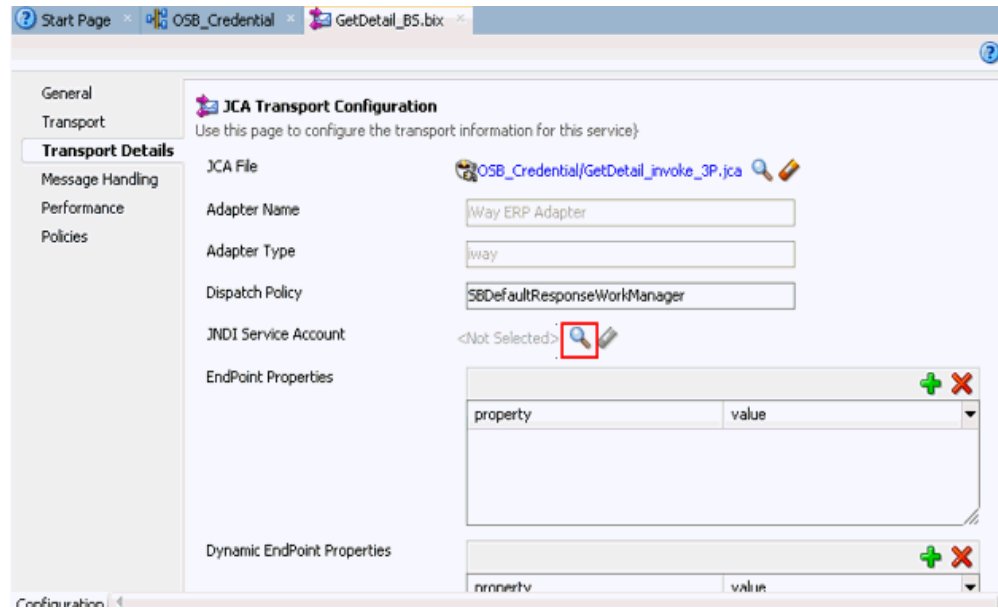 Start Page OSB_Credential GetDetail_BS.bix
General
Transport
Transport Details
Message Handling
Performance
Policies
JCA Transport Configuration
Use this page to configure the transport information for this service}
JCA File OSB_Credential/GetDetail_invoke_3P.jca
Adapter Name iWay ERP Adapter
Adapter Type iway
Dispatch Policy SBDefaultResponseWorkManager
JNDI Service Account <Not Selected>
EndPoint Properties
property value
Dynamic EndPoint Properties
property value
Configuration